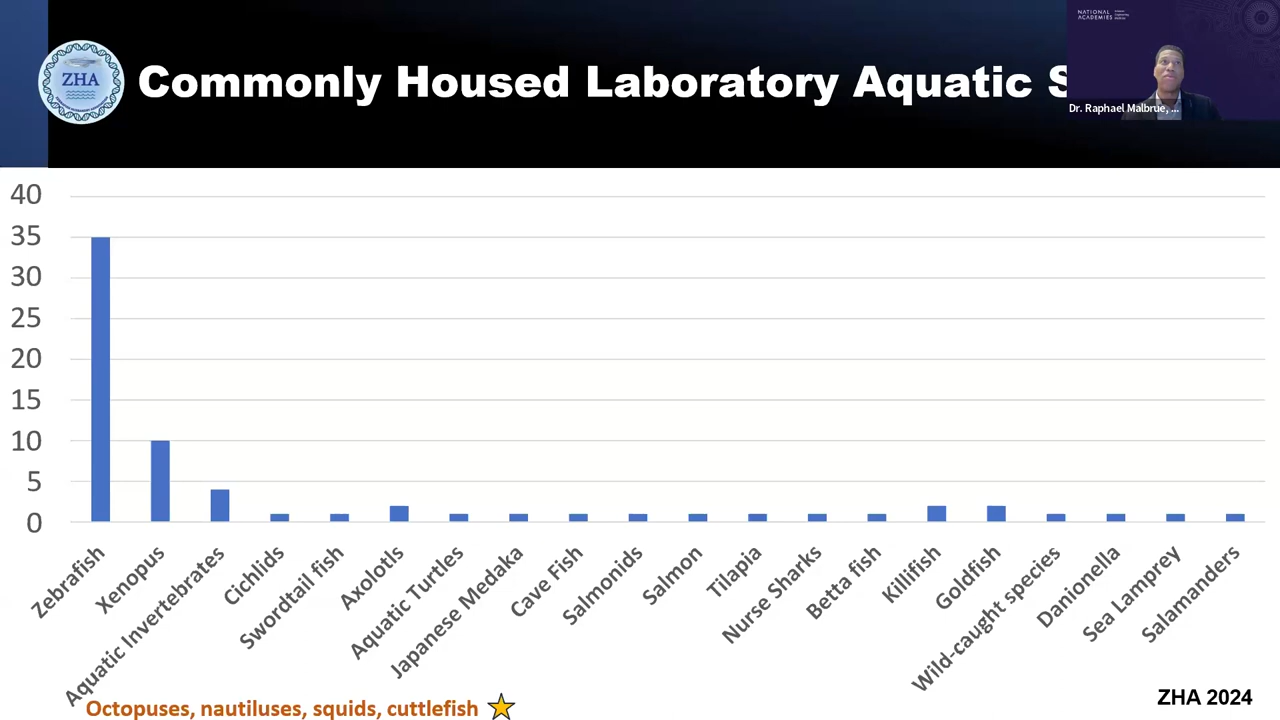 ZHA
Commonly Housed Laboratory Aquatic S
NATIONAL
ACADEMIES
Dr. Raphael Malbrue, ...
40
35
30
25
20
15
10
5
0
Zebrafish
Xenopus
Aquatic Invertebrates
Cichlids
Swordtail fish
Axolotls
Aquatic Turtles
Japanese Medaka
Cave Fish
Salmonids
Salmon
Tilapia
Nurse Sharks
Betta fish
Killifish
Goldfish
Wild-caught species
Danionella
Sea Lamprey
Salamanders
Octopuses, nautiluses, squids, cuttlefish
ZHA 2024